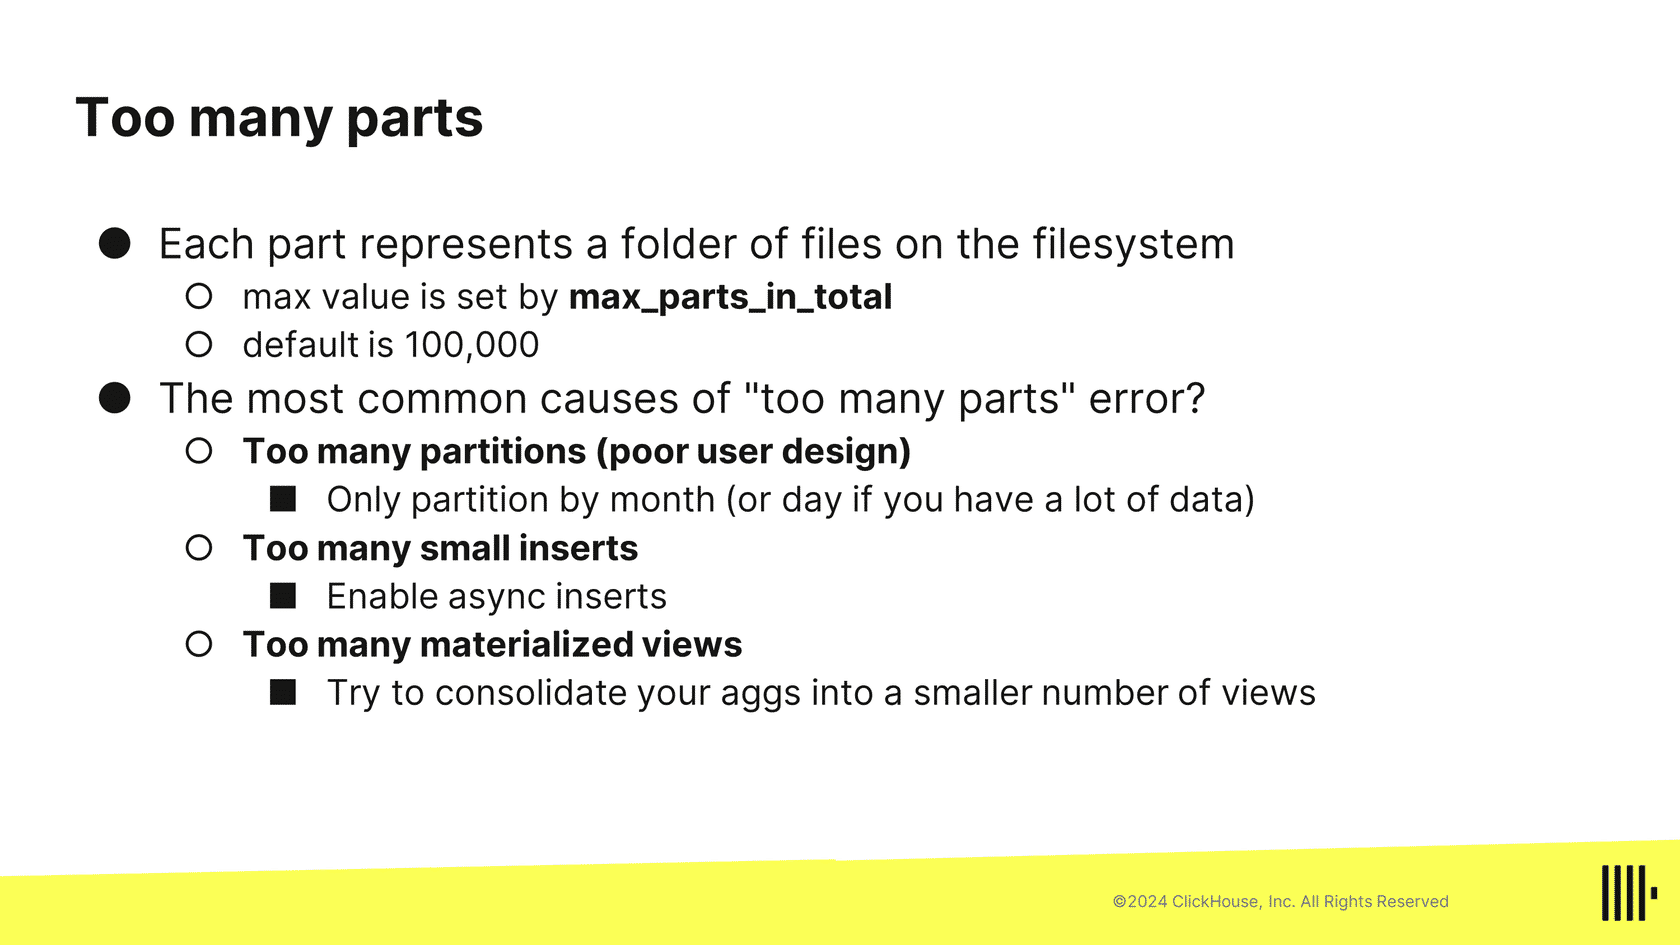 Too many parts
● Each part represents a folder of files on the filesystem
○ max value is set by max_parts_in_total
○ default is 100,000
● The most common causes of "too many parts" error?
○ Too many partitions (poor user design)
■ Only partition by month (or day if you have a lot of data)
○ Too many small inserts
■ Enable async inserts
○ Too many materialized views
■ Try to consolidate your aggs into a smaller number of views
©2024 ClickHouse, Inc. All Rights Reserved